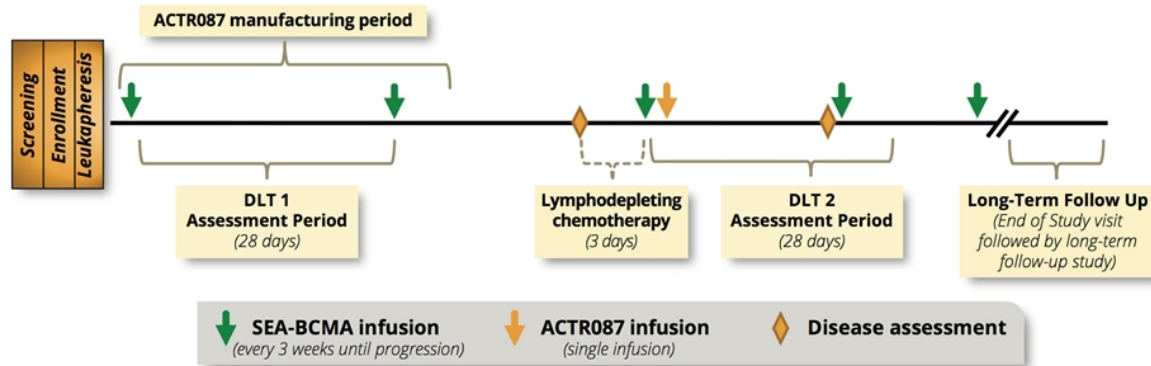 ACTR087 manufacturing period
Screening
Enrollment
Leukapheresis
DLT 1
Assessment Period
(28 days)
Lymphodepleting
chemotherapy
(3 days)
DLT 2
Assessment Period
(28 days)
Long-Term Follow Up
(End of Study visit
followed by long-term
follow-up study)
SEA-BCMA infusion
(every 3 weeks until progression)
ACTR087 infusion
(single infusion)
Disease assessment